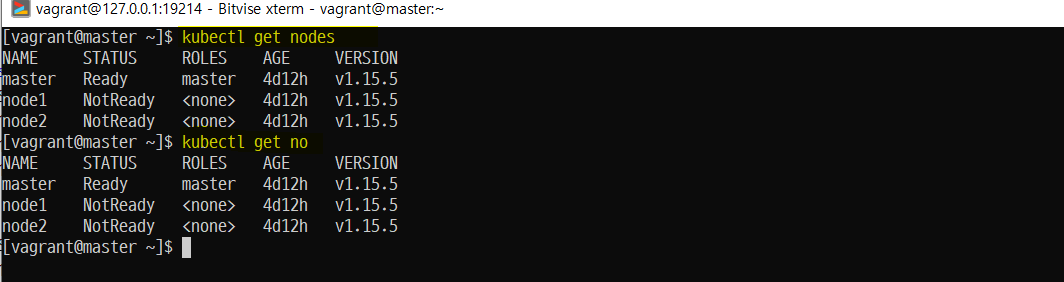 vagrant@127.0.0.1:19214 - Bitvise xterm - vagrant@master:~
[vagrant@master ~]$ kubectl get nodes
NAME     STATUS     ROLES    AGE     VERSION
master   Ready      master   4d12h   v1.15.5
node1    NotReady   <none>   4d12h   v1.15.5
node2    NotReady   <none>   4d12h   v1.15.5
[vagrant@master ~]$ kubectl get no
NAME     STATUS     ROLES    AGE     VERSION
master   Ready      master   4d12h   v1.15.5
node1    NotReady   <none>   4d12h   v1.15.5
node2    NotReady   <none>   4d12h   v1.15.5
[vagrant@master ~]$